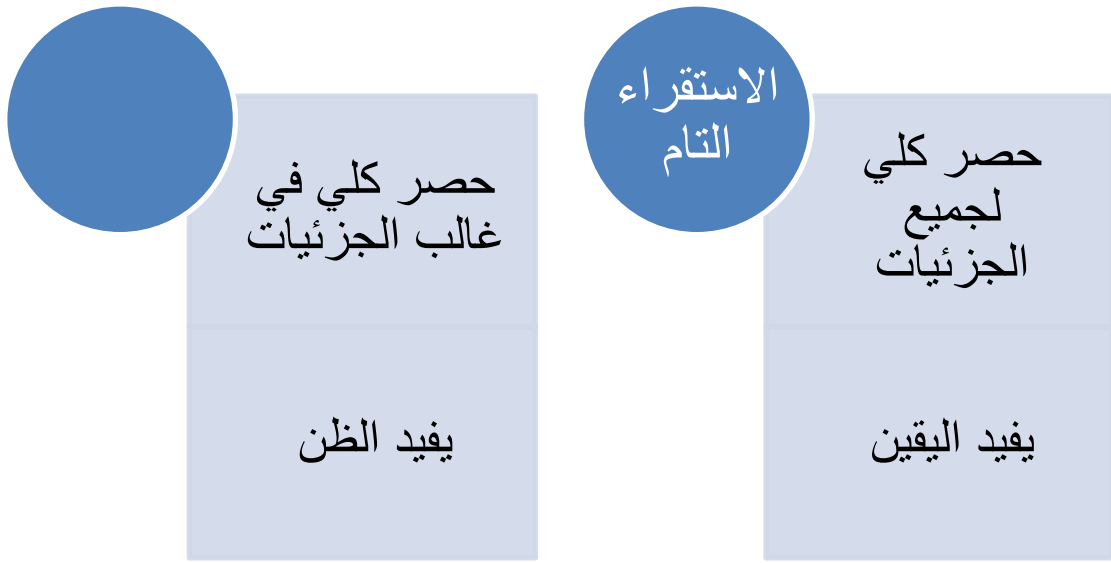 الاستقراء
التام
حصر كلي
لجميع
الجزئيات
يفيد اليقين
حصر كلي في
غالب الجزئيات
يفيد الظن